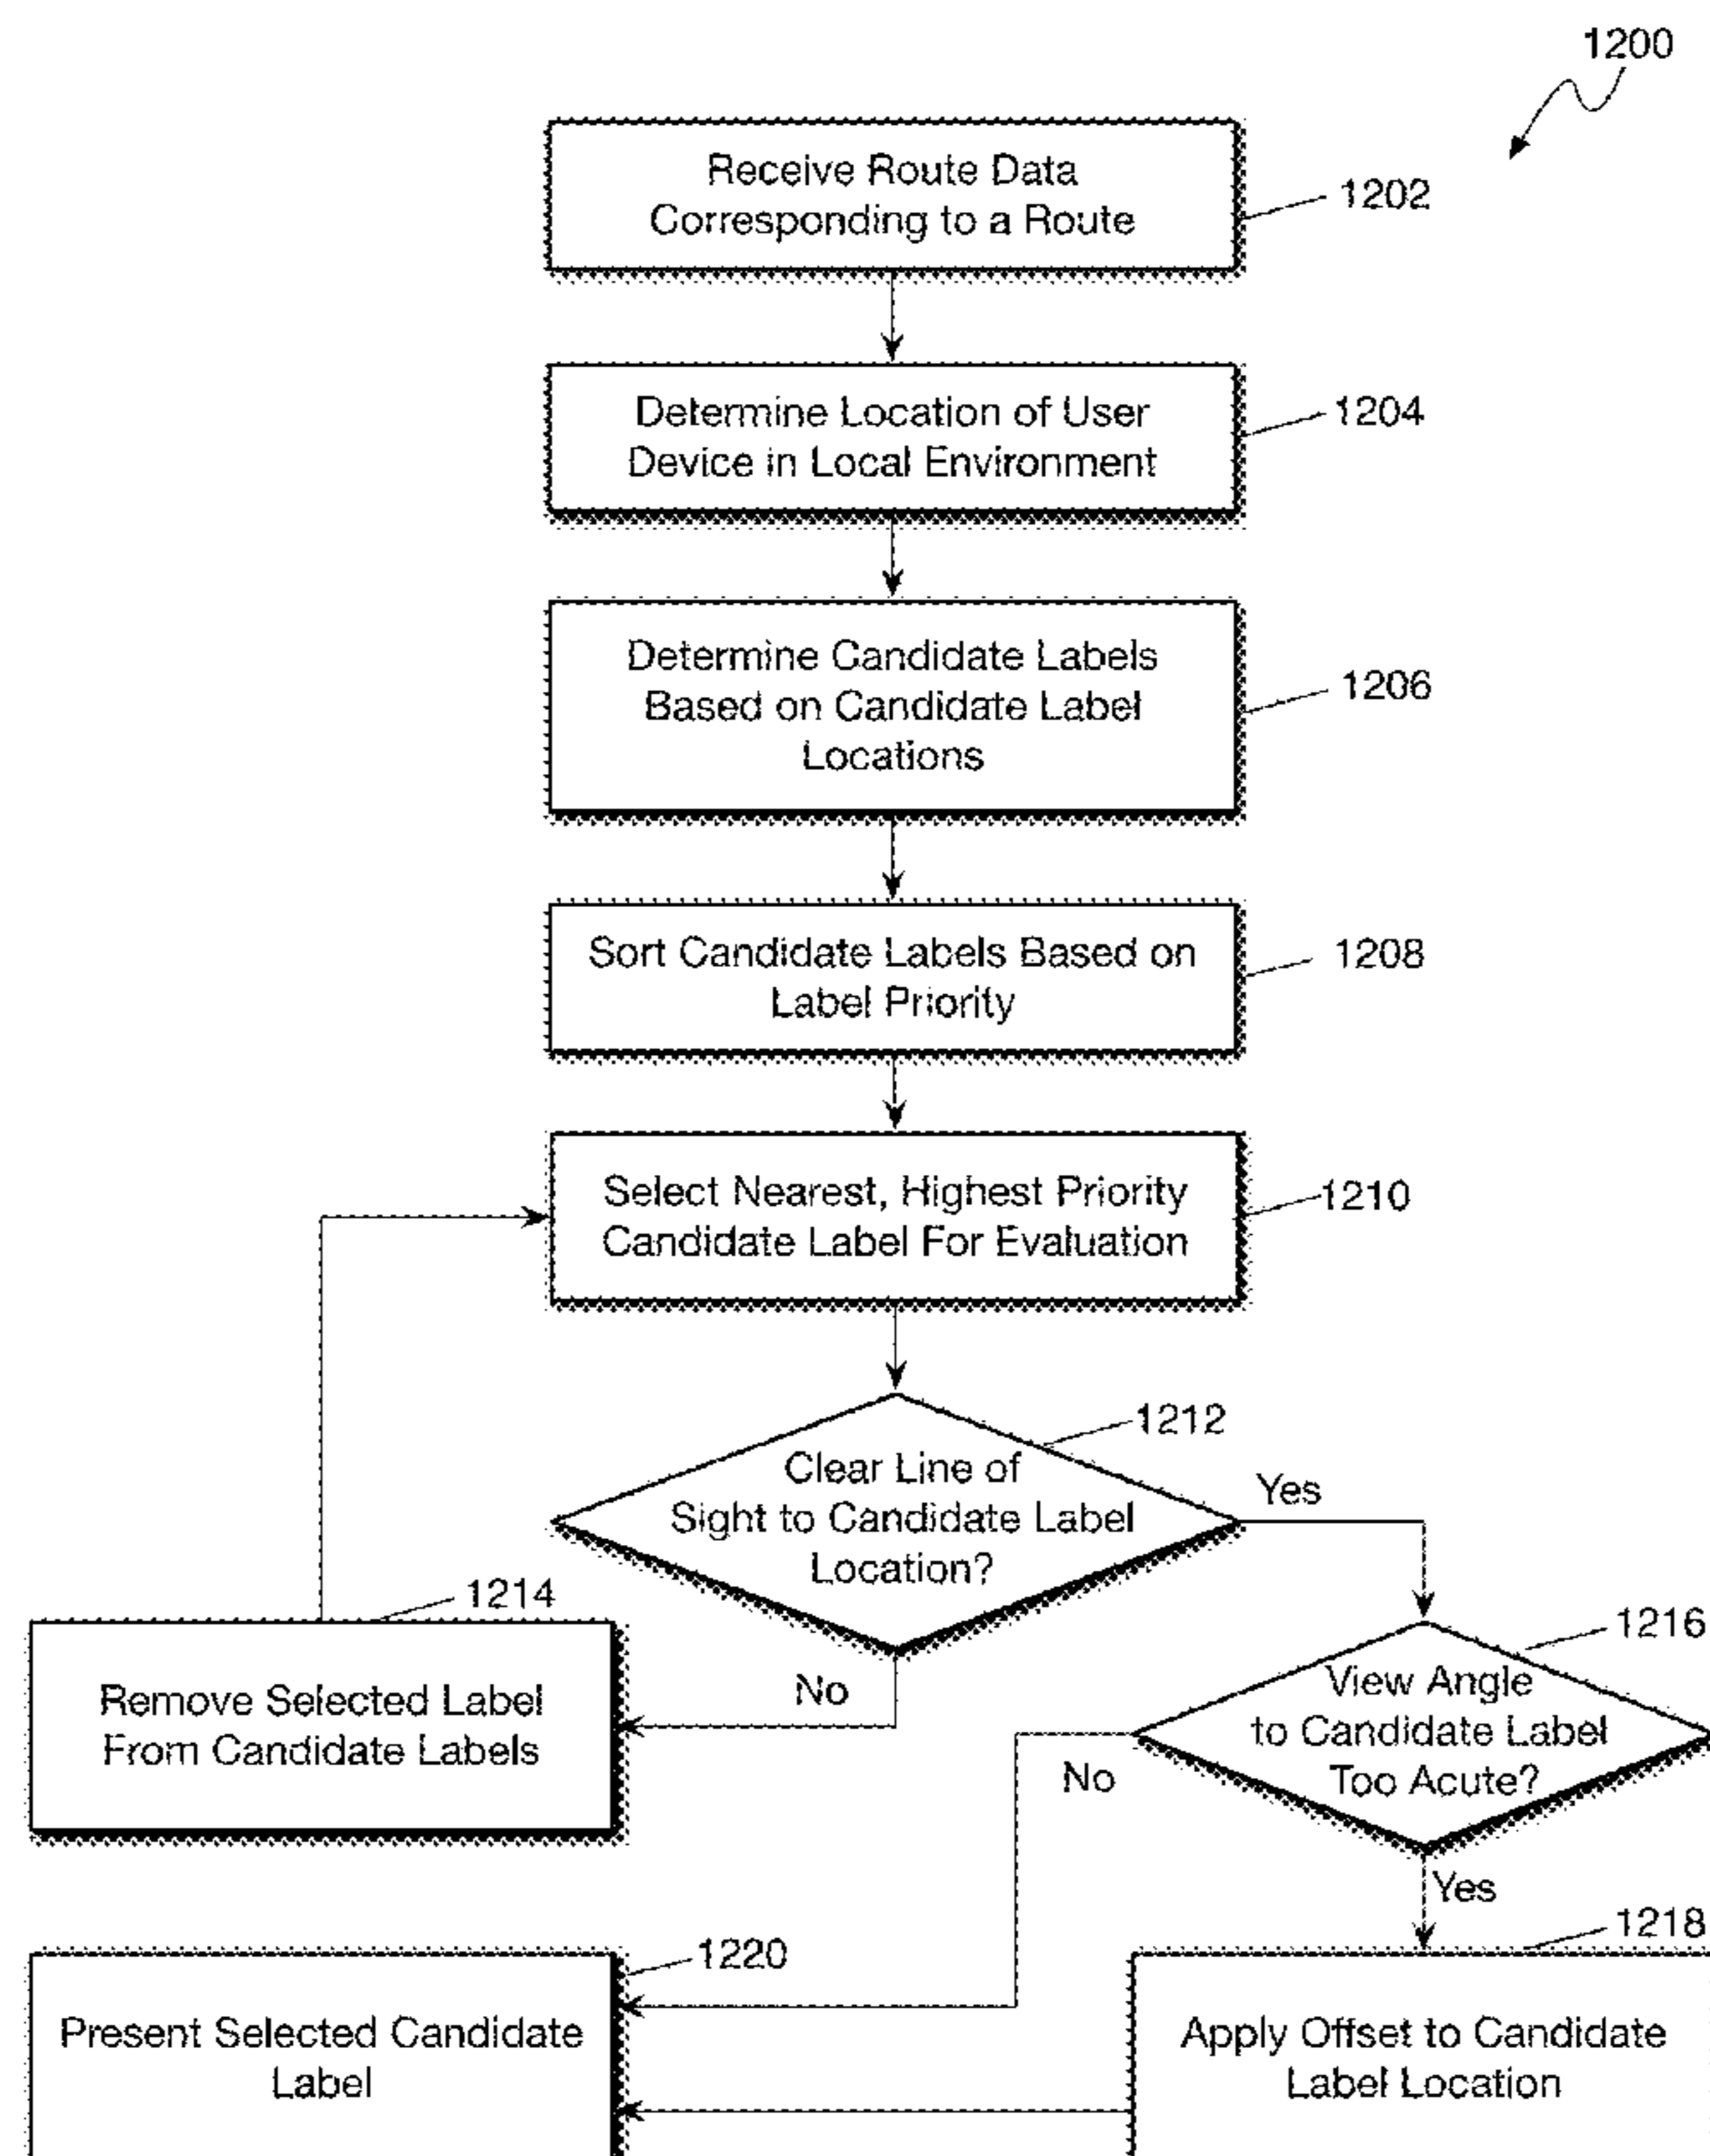 1200
Receive Route Data
Corresponding to a Route
1202
Determine Location of User
Device in Local Environment
1204
Determine Candidate Labels
Based on Candidate Label
Locations
1206
Sort Candidate Labels Based on
Label Priority
1208
Select Nearest, Highest Priority
Candidate Label For Evaluation
1210
1212
Clear Line of
Sight to Candidate Label
Location?
Yes
No
1214
Remove Selected Label
From Candidate Labels
1216
View Angle
to Candidate Label
Too Acute?
No
Yes
1218
Apply Offset to Candidate
Label Location
1220
Present Selected Candidate
Label